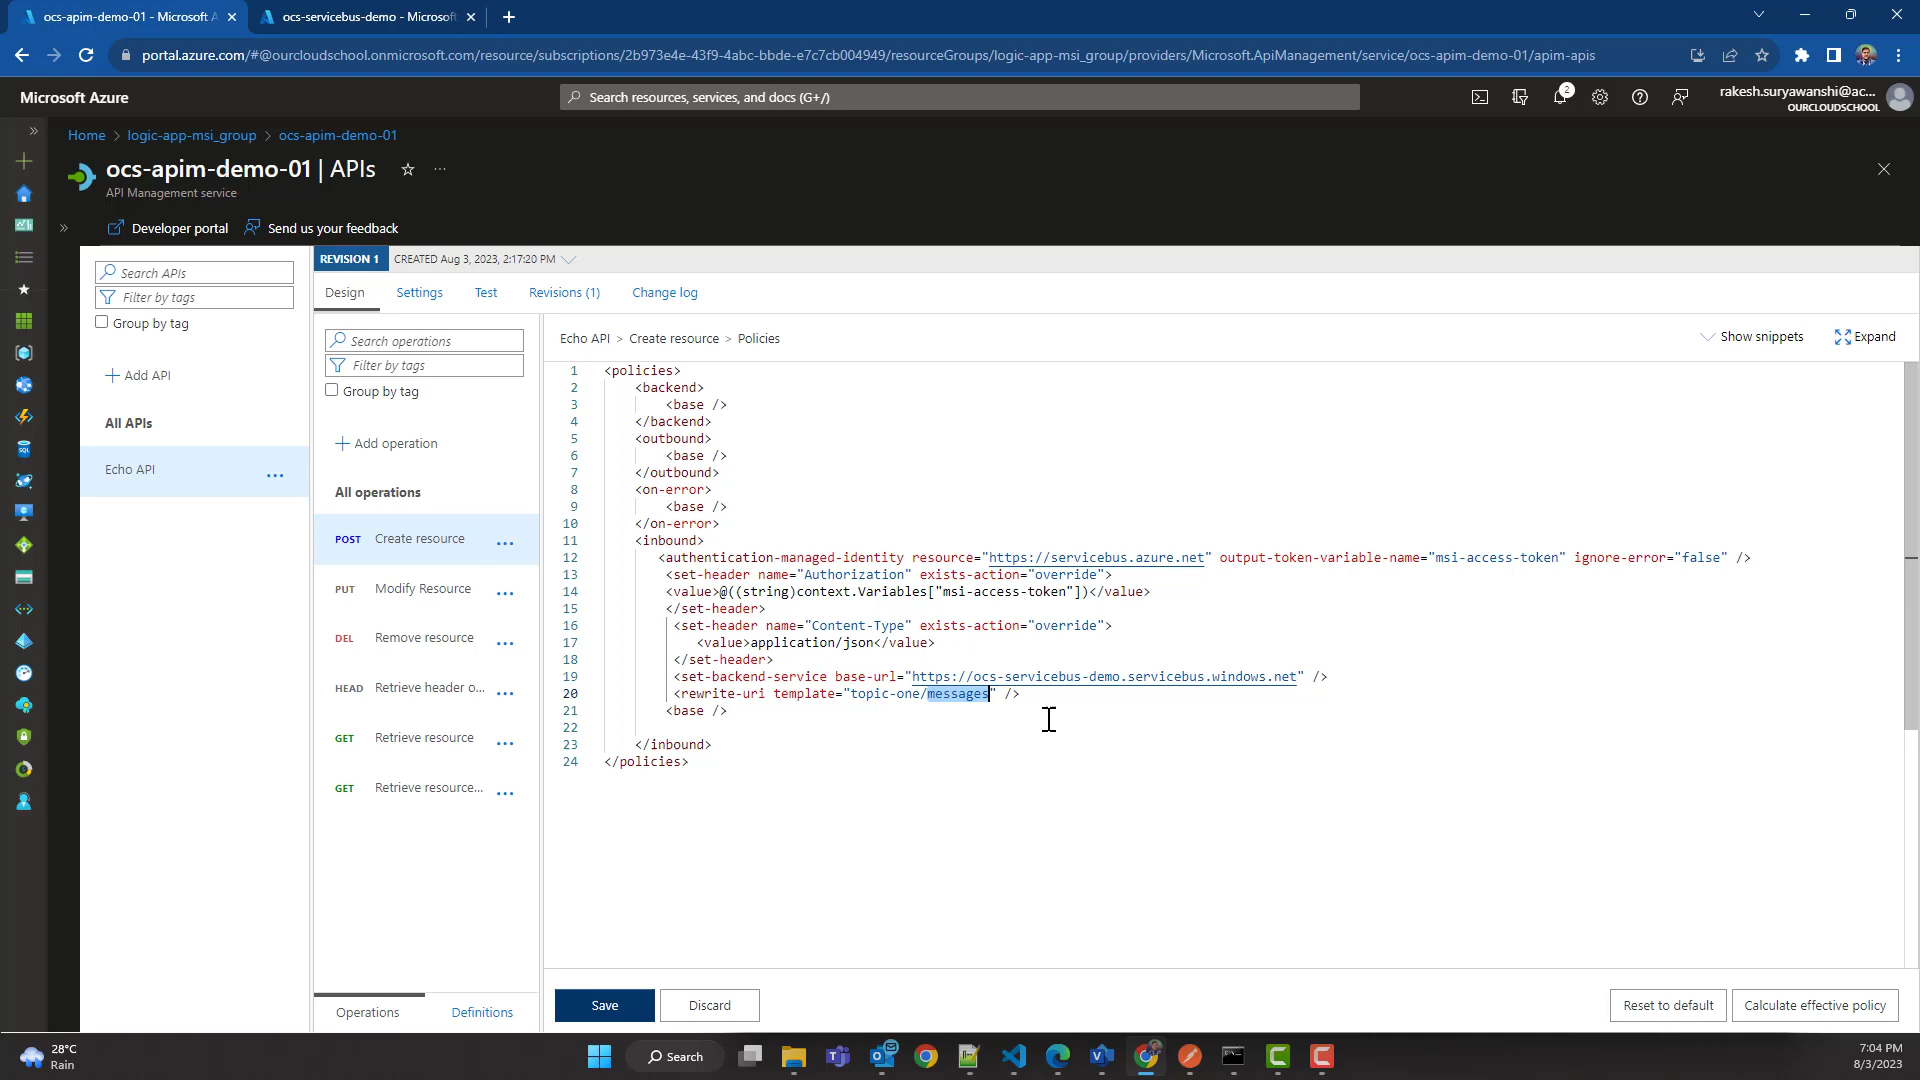 ocs-apim-demo-01 - Microsoft A
ocs-servicebus-demo - Microsoft
portal.azure.com/#@ourcloudschool.onmicrosoft.com/resource/subscriptions/2b973e4e-43f9-4abc-bbde-e7c7cb004949/resourceGroups/logic-app-msi_group/providers/Microsoft.ApiManagement/service/ocs-apim-demo-01/apim-apis
Microsoft Azure
Search resources, services, and docs (G+/)
2
rakesh.suryawanshi@ac...
OURCLOUDSCHOOL
Home > logic-app-msi_group > ocs-apim-demo-01
ocs-apim-demo-01 | APIs
API Management service
Developer portal
Send us your feedback
Search APIs
Filter by tags
Group by tag
Add API
All APIs
Echo API
REVISION 1
CREATED Aug 3, 2023, 2:17:20 PM
Design
Settings
Test
Revisions (1)
Change log
Search operations
Filter by tags
Group by tag
Add operation
All operations
POST Create resource
PUT Modify Resource
DEL Remove resource
HEAD Retrieve header o...
GET Retrieve resource
GET Retrieve resource...
Operations
Definitions
Echo API > Create resource > Policies
Show snippets
Expand
1 <policies>
2 <backend>
3 <base />
4 </backend>
5 <outbound>
6 <base />
7 </outbound>
8 <on-error>
9 <base />
10 </on-error>
11 <inbound>
12 <authentication-managed-identity resource="https://servicebus.azure.net" output-token-variable-name="msi-access-token" ignore-error="false" />
13 <set-header name="Authorization" exists-action="override">
14 <value>@((string)context.Variables["msi-access-token"])</value>
15 </set-header>
16 <set-header name="Content-Type" exists-action="override">
17 <value>application/json</value>
18 </set-header>
19 <set-backend-service base-url="https://ocs-servicebus-demo.servicebus.windows.net" />
20 <rewrite-uri template="topic-one/messages" />
21 <base />
22
23 </inbound>
24 </policies>
Save
Discard
Reset to default
Calculate effective policy
28°C
Rain
Search
7:04 PM
8/3/2023